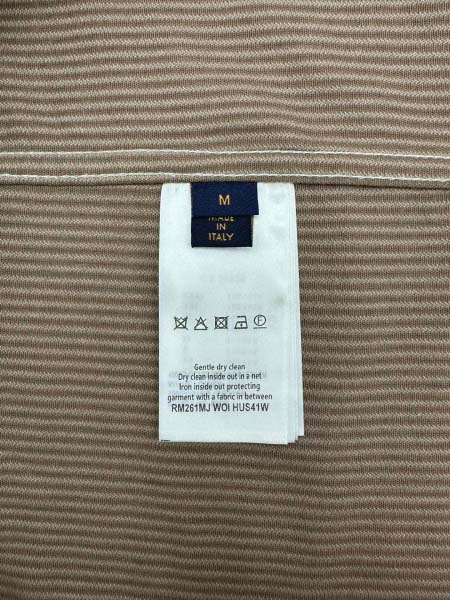 M
MADE
IN
ITALY
Gentle dry clean
Dry clean inside out in a net
Iron inside out protecting
garment with a fabric in between
RM261MJ WOI HUS41W